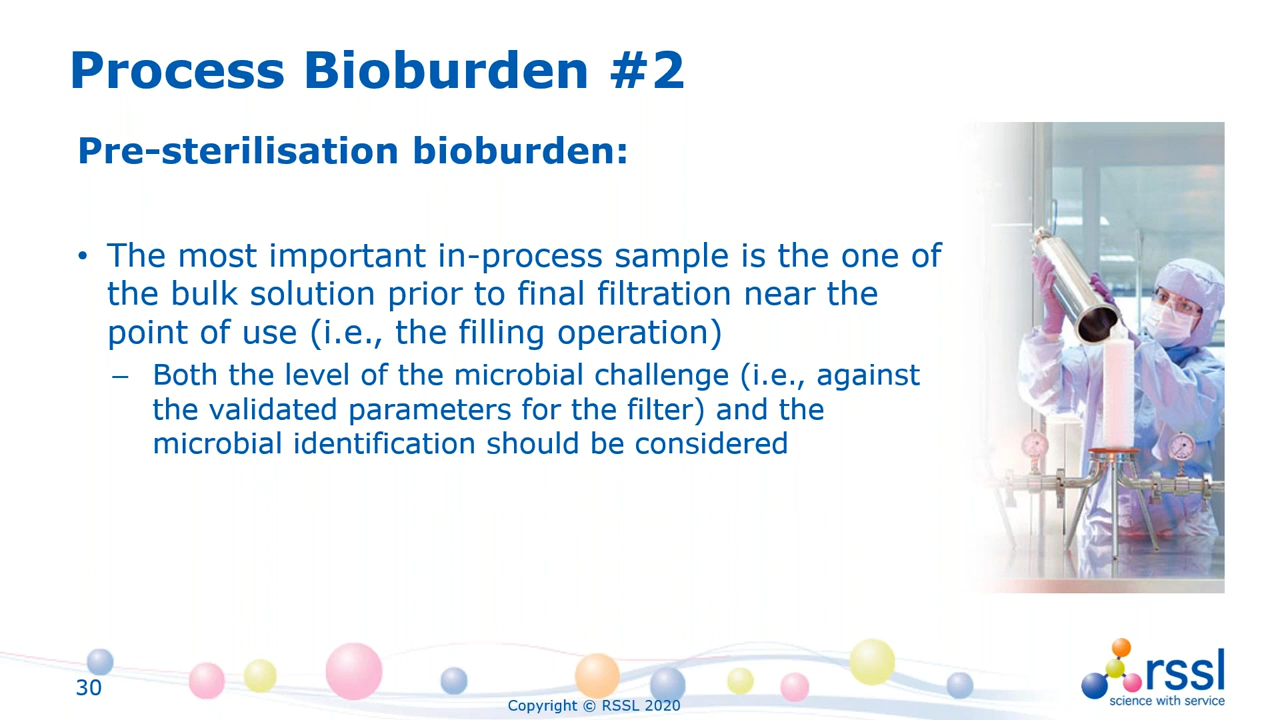 Process Bioburden #2
Pre-sterilisation bioburden:
• The most important in-process sample is the one of
the bulk solution prior to final filtration near the
point of use (i.e., the filling operation)
– Both the level of the microbial challenge (i.e., against
the validated parameters for the filter) and the
microbial identification should be considered
30
Copyright © RSSL 2020
rssl
science with service